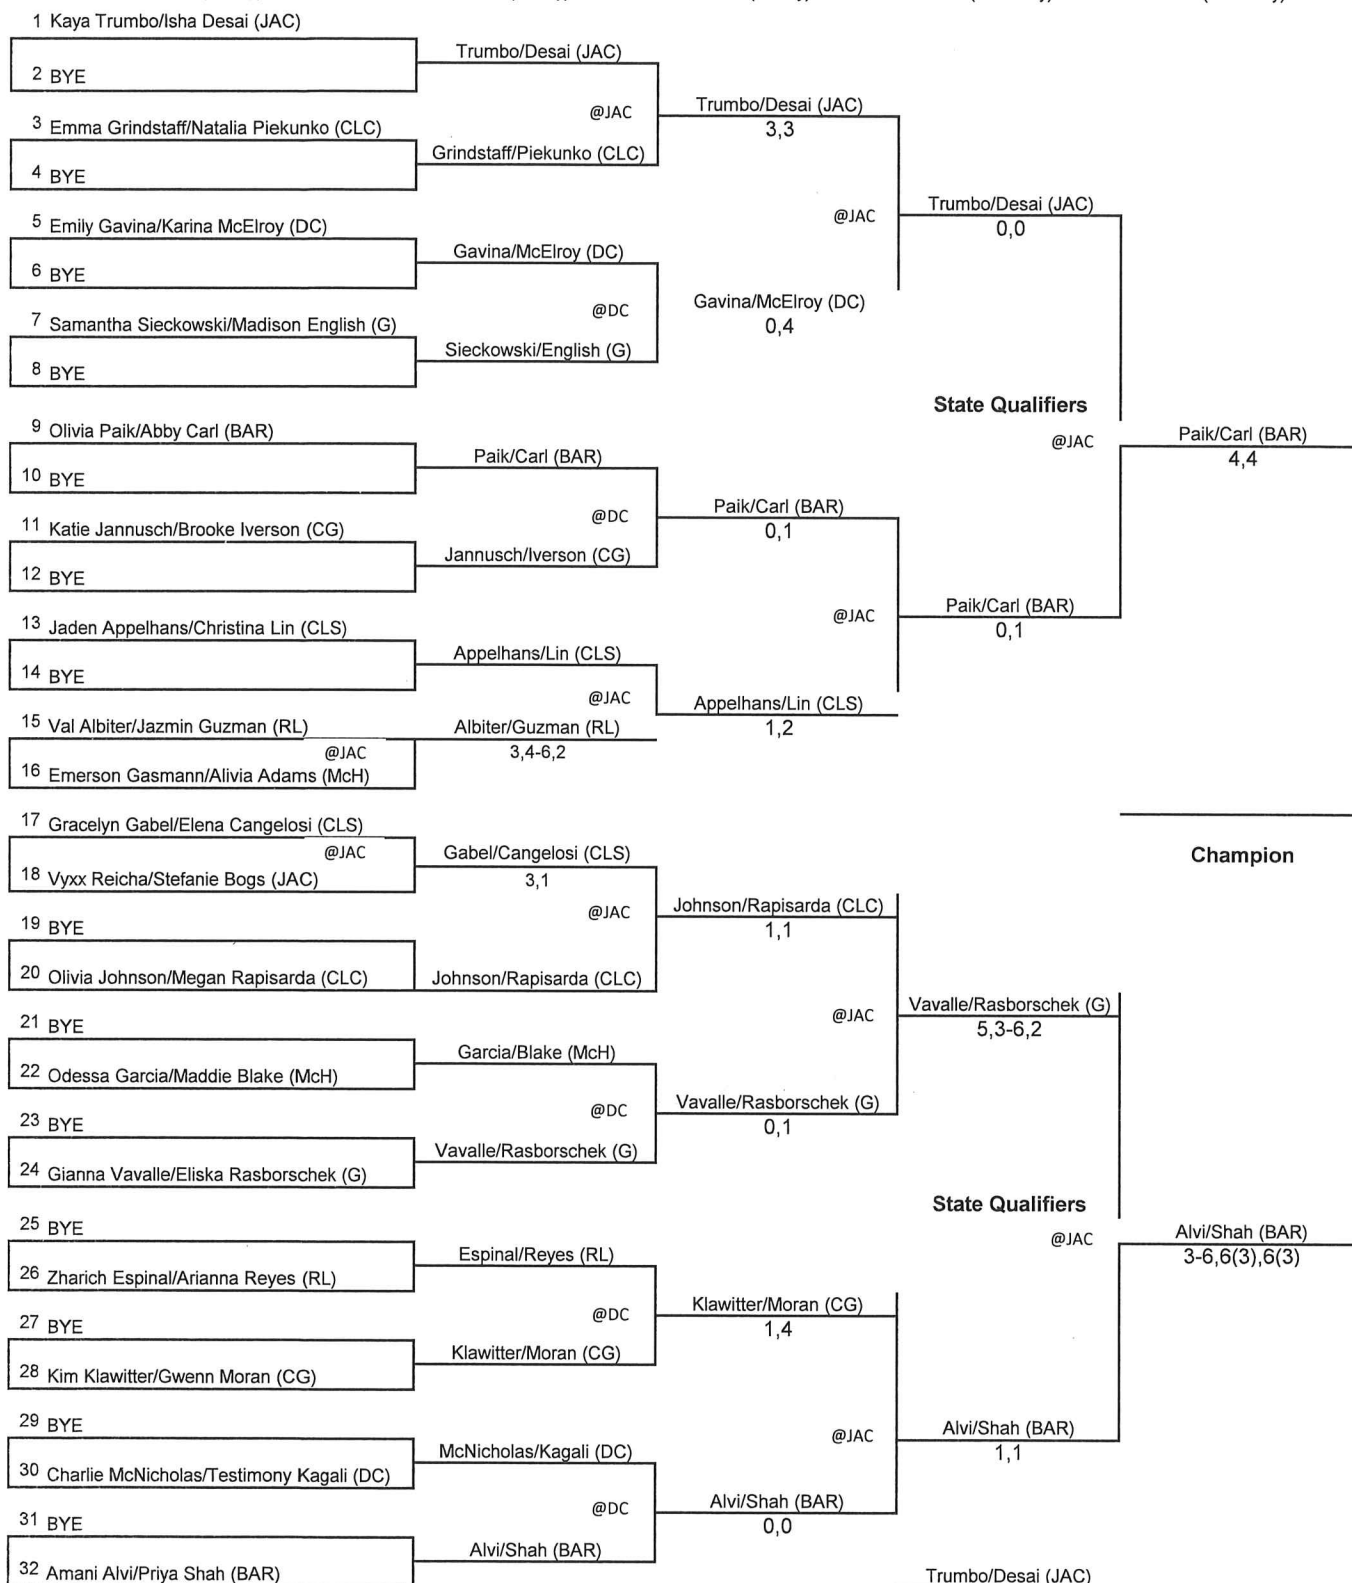 1 Kaya Trumbo/Isha Desai (JAC)
Trumbo/Desai (JAC)
2 BYE
@JAC
Trumbo/Desai (JAC)
3,3
3 Emma Grindstaff/Natalia Piekunko (CLC)
Grindstaff/Piekunko (CLC)
4 BYE
@JAC
Trumbo/Desai (JAC)
0,0
5 Emily Gavina/Karina McElroy (DC)
Gavina/McElroy (DC)
6 BYE
@DC
Gavina/McElroy (DC)
0,4
7 Samantha Sieckowski/Madison English (G)
Sieckowski/English (G)
8 BYE
State Qualifiers
@JAC
Paik/Carl (BAR)
4,4
9 Olivia Paik/Abby Carl (BAR)
Paik/Carl (BAR)
10 BYE
@DC
Paik/Carl (BAR)
0,1
11 Katie Jannusch/Brooke Iverson (CG)
Jannusch/Iverson (CG)
12 BYE
@JAC
Paik/Carl (BAR)
0,1
13 Jaden Appelhans/Christina Lin (CLS)
Appelhans/Lin (CLS)
14 BYE
@JAC
Appelhans/Lin (CLS)
1,2
15 Val Albiter/Jazmin Guzman (RL)
Albiter/Guzman (RL)
@JAC
3,4-6,2
16 Emerson Gasmann/Alivia Adams (McH)
17 Gracelyn Gabel/Elena Cangelosi (CLS)
@JAC
Gabel/Cangelosi (CLS)
3,1
Champion
18 Vyxx Reicha/Stefanie Bogs (JAC)
@JAC
Johnson/Rapisarda (CLC)
1,1
19 BYE
20 Olivia Johnson/Megan Rapisarda (CLC)
Johnson/Rapisarda (CLC)
@JAC
Vavalle/Rasborschek (G)
5,3-6,2
21 BYE
Garcia/Blake (McH)
22 Odessa Garcia/Maddie Blake (McH)
@DC
Vavalle/Rasborschek (G)
0,1
23 BYE
Vavalle/Rasborschek (G)
24 Gianna Vavalle/Eliska Rasborschek (G)
State Qualifiers
@JAC
Alvi/Shah (BAR)
3-6,6(3),6(3)
25 BYE
Espinal/Reyes (RL)
26 Zharich Espinal/Arianna Reyes (RL)
@DC
Klawitter/Moran (CG)
1,4
27 BYE
Klawitter/Moran (CG)
28 Kim Klawitter/Gwenn Moran (CG)
@JAC
Alvi/Shah (BAR)
1,1
29 BYE
McNicholas/Kagali (DC)
30 Charlie McNicholas/Testimony Kagali (DC)
@DC
Alvi/Shah (BAR)
0,0
31 BYE
Alvi/Shah (BAR)
32 Amani Alvi/Priya Shah (BAR)
Trumbo/Desai (JAC)